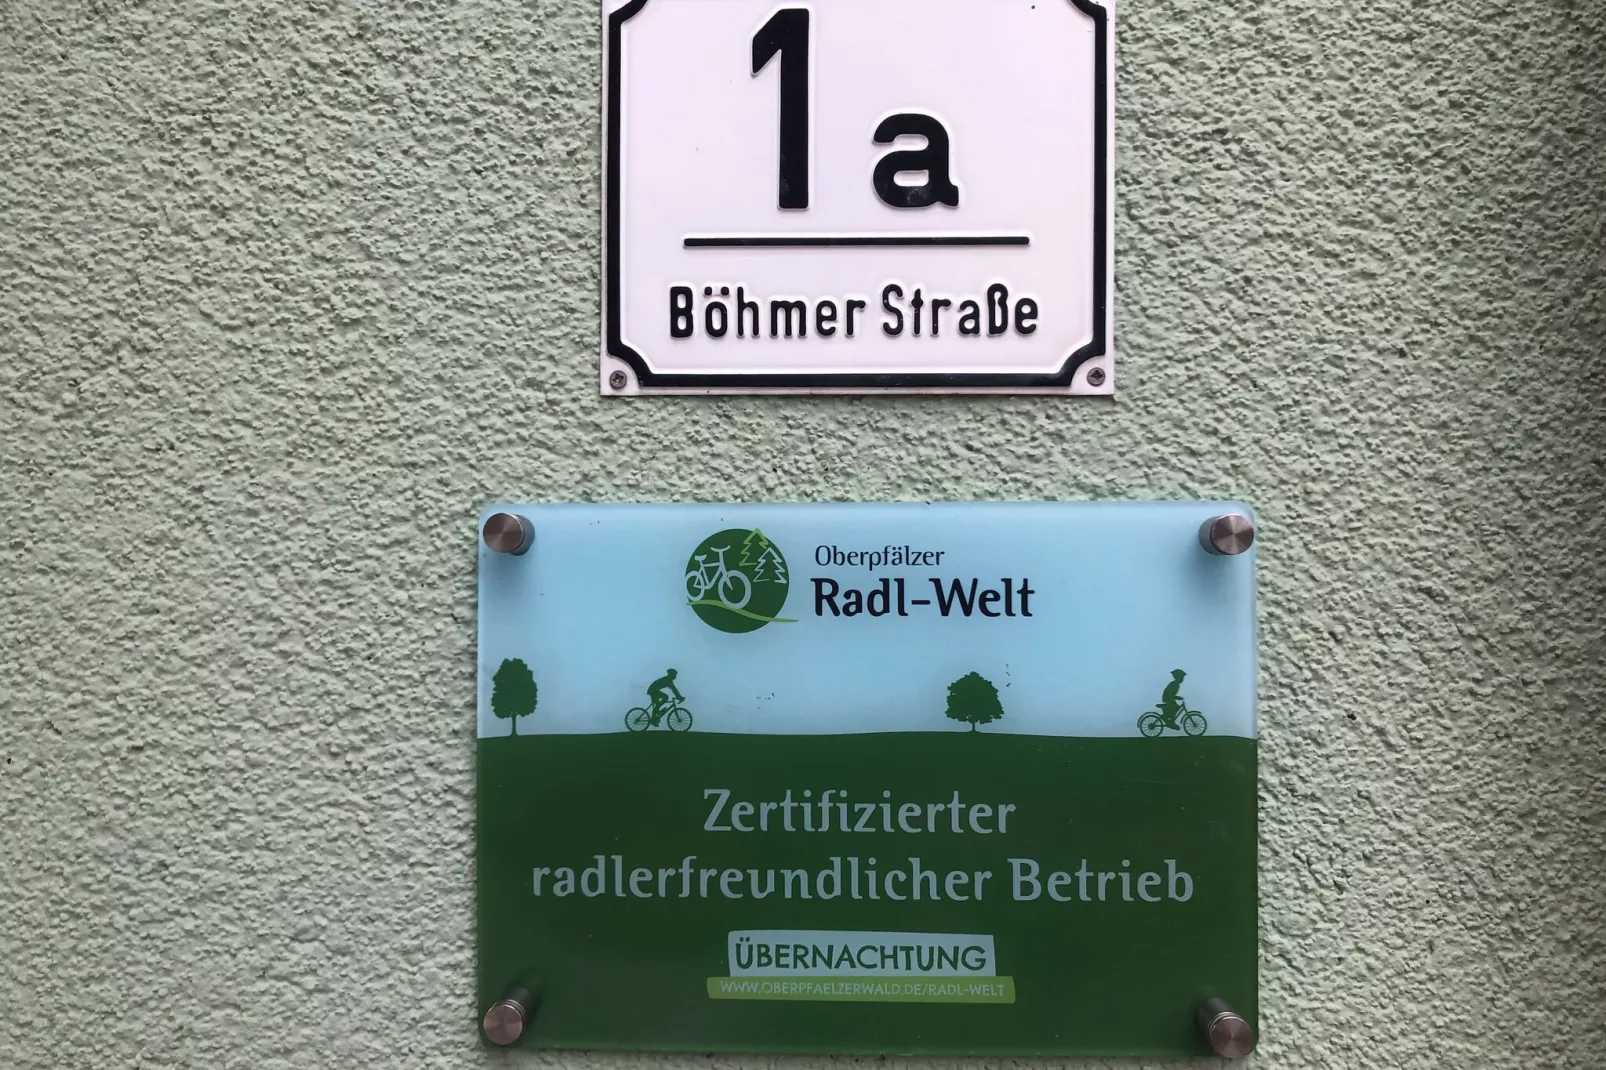 1a
Böhmer Straße
Oberpfälzer
Radl-Welt
Zertifizierter
radlerfreundlicher Betrieb
ÜBERNACHTUNG
WWW.OBERPFAELZERWALD.DE/RADL-WELT